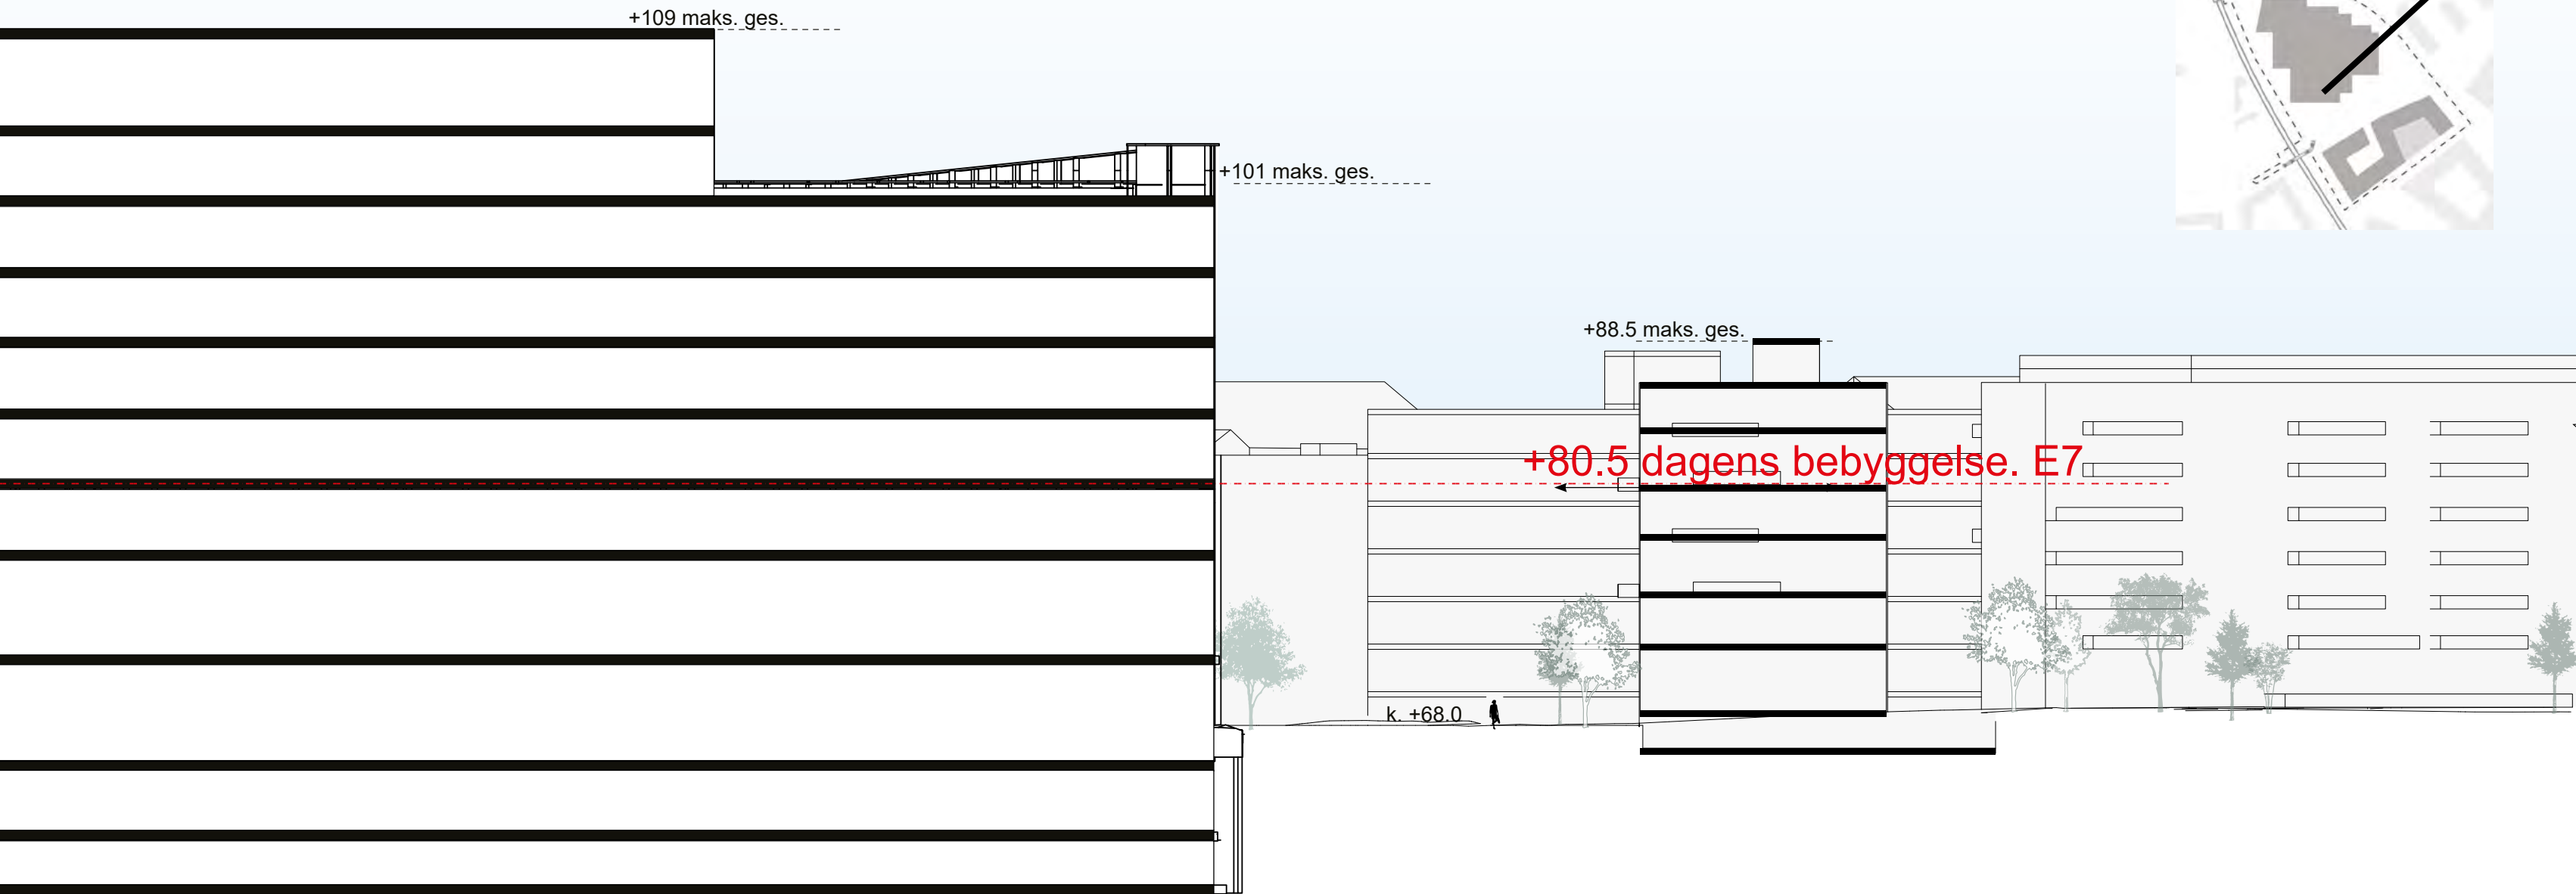 +109 maks. ges.
+101 maks. ges.
+88.5 maks. ges.
+80.5 dagens bebyggelse. E7
k. +68.0